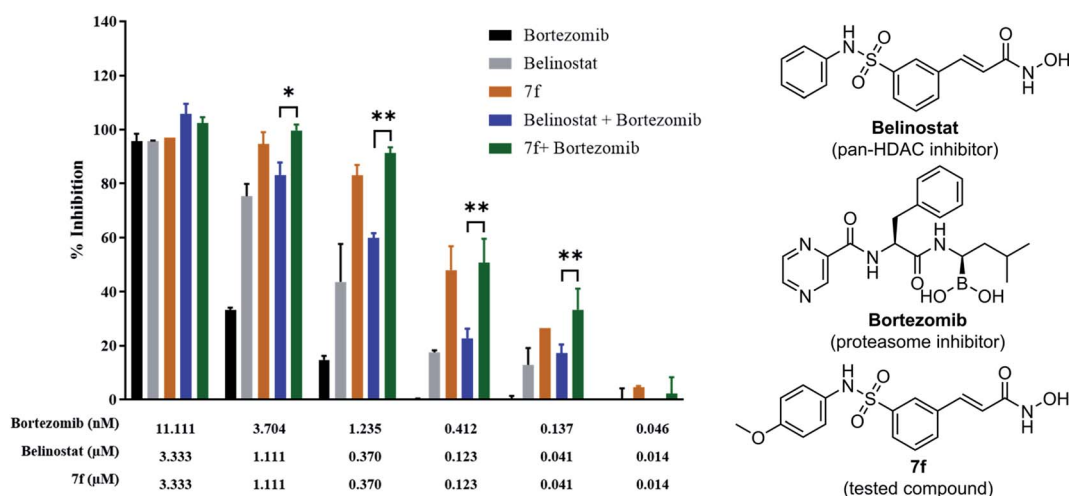 140
120
100
80
60
40
20
0
% Inhibition
Bortezomib
Belinostat
7f
Belinostat + Bortezomib
7f+ Bortezomib
*
**
**
**
Bortezomib (nM) 11.111 3.704 1.235 0.412 0.137 0.046
Belinostat (μM) 3.333 1.111 0.370 0.123 0.041 0.014
7f (μM) 3.333 1.111 0.370 0.123 0.041 0.014
H
N
S
O
O
O
N
H
OH
Belinostat
(pan-HDAC inhibitor)
N
N
O
N
H
H
N
O
B
HO
OH
Bortezomib
(proteasome inhibitor)
O
H
N
S
O
O
O
N
H
OH
7f
(tested compound)